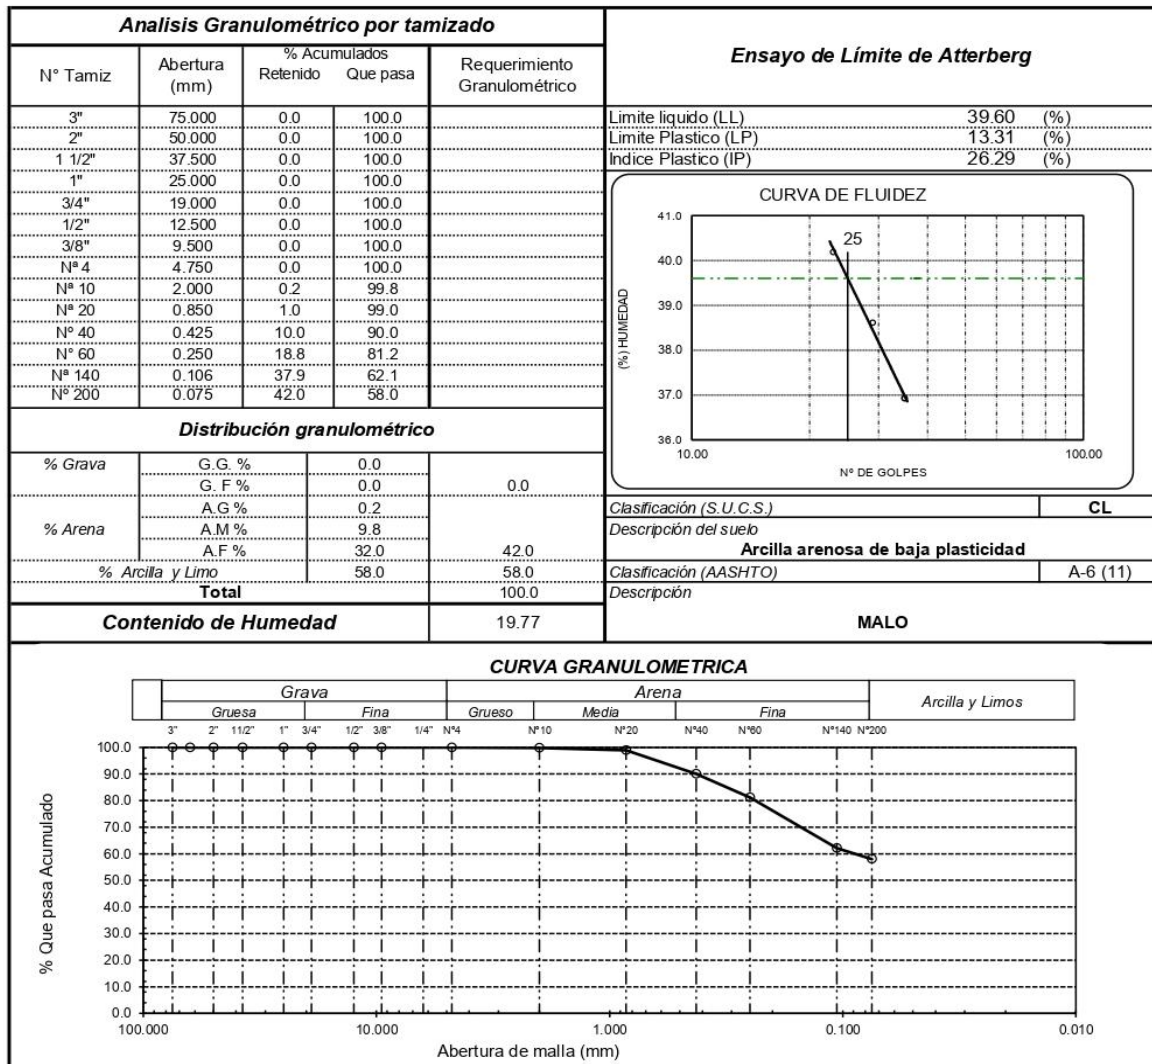 Analisis Granulométrico por tamizado
N° Tamiz Abertura (mm) % Acumulados Retenido Que pasa Requerimiento Granulométrico
3" 75.000 0.0 100.0
2" 50.000 0.0 100.0
1 1/2" 37.500 0.0 100.0
1" 25.000 0.0 100.0
3/4" 19.000 0.0 100.0
1/2" 12.500 0.0 100.0
3/8" 9.500 0.0 100.0
Nª 4 4.750 0.0 100.0
Nª 10 2.000 0.2 99.8
Nª 20 0.850 1.0 99.0
Nº 40 0.425 10.0 90.0
N° 60 0.250 18.8 81.2
Nª 140 0.106 37.9 62.1
Nº 200 0.075 42.0 58.0
Distribución granulométrico
% Grava G.G. % 0.0
G. F % 0.0 0.0
A.G % 0.2
% Arena A.M % 9.8
A.F % 32.0 42.0
% Arcilla y Limo 58.0 58.0
Total 100.0
Contenido de Humedad 19.77
Ensayo de Límite de Atterberg
Limite liquido (LL) 39.60 (%)
Limite Plastico (LP) 13.31 (%)
Indice Plastico (IP) 26.29 (%)
CURVA DE FLUIDEZ
41.0
25
40.0
39.0
38.0
37.0
36.0
(%) HUMEDAD
10.00 100.00
Nº DE GOLPES
Clasificación (S.U.C.S.) CL
Descripción del suelo
Arcilla arenosa de baja plasticidad
Clasificación (AASHTO) A-6 (11)
Descripción
MALO
CURVA GRANULOMETRICA
Grava Arena Arcilla y Limos
Gruesa Fina Grueso Media Fina
3" 2" 11/2" 1" 3/4" 1/2" 3/8" 1/4" N°4 N°10 N°20 N°40 N°60 N°140 N°200
100.0
90.0
80.0
70.0
60.0
50.0
40.0
30.0
20.0
10.0
0.0
% Que pasa Acumulado
100.000 10.000 1.000 0.100 0.010
Abertura de malla (mm)